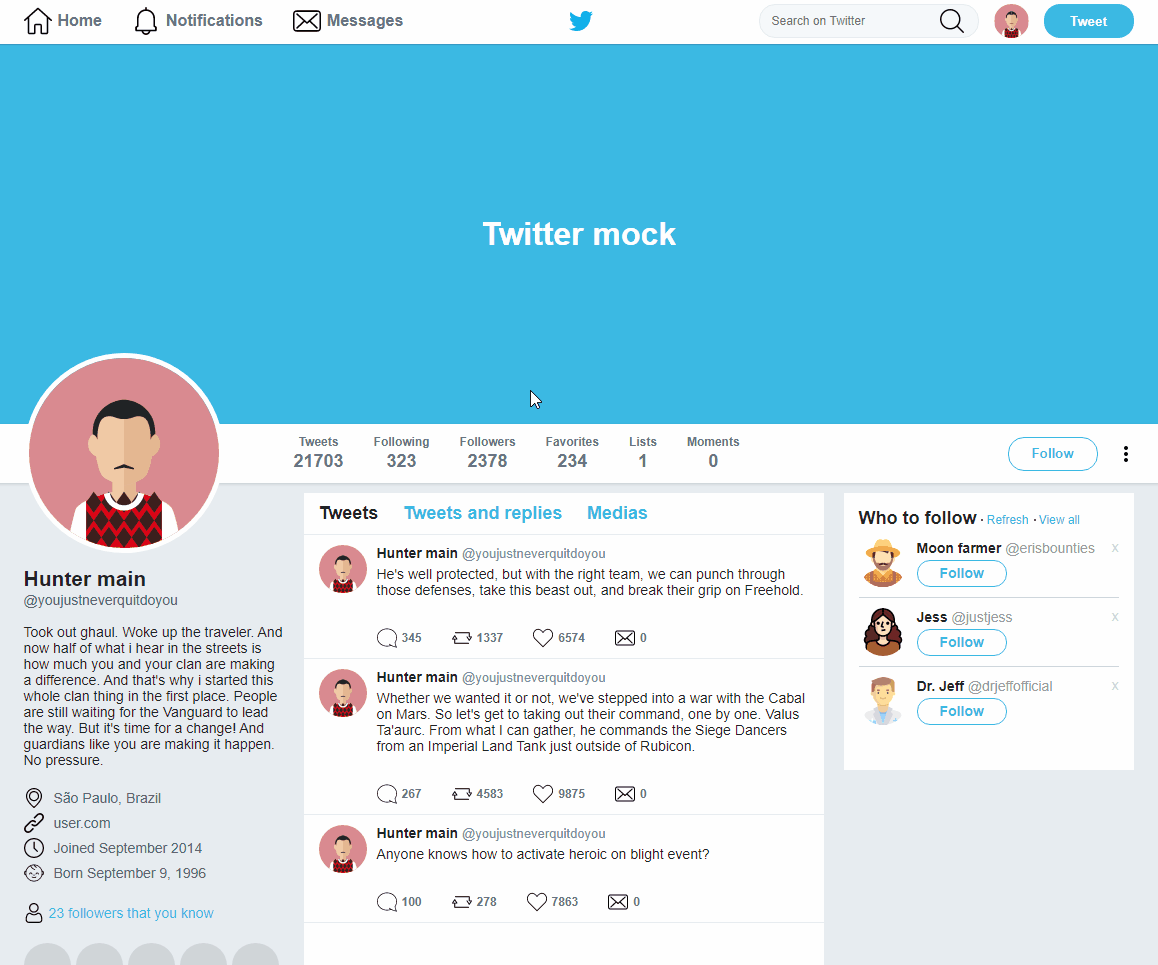 Home Notifications Messages Search on Twitter Tweet
Twitter mock
Tweets Following Followers Favorites Lists Moments
21703 323 2378 234 1 0
Follow
Hunter main
@youjustneverquitdoyou
Took out ghaul. Woke up the traveler. And
now half of what i hear in the streets is
how much you and your clan are making
a difference. And that's why i started this
whole clan thing in the first place. People
are still waiting for the Vanguard to lead
the way. But it's time for a change! And
guardians like you are making it happen.
No pressure.
São Paulo, Brazil
user.com
Joined September 2014
Born September 9, 1996
23 followers that you know
Tweets Tweets and replies Medias
Hunter main @youjustneverquitdoyou
He's well protected, but with the right team, we can punch through
those defenses, take this beast out, and break their grip on Freehold.
345 1337 6574 0
Hunter main @youjustneverquitdoyou
Whether we wanted it or not, we've stepped into a war with the Cabal
on Mars. So let's get to taking out their command, one by one. Valus
Ta'aurc. From what I can gather, he commands the Siege Dancers
from an Imperial Land Tank just outside of Rubicon.
267 4583 9875 0
Hunter main @youjustneverquitdoyou
Anyone knows how to activate heroic on blight event?
100 278 7863 0
Who to follow · Refresh · View all
Moon farmer @erisbounties x
Follow
Jess @justjess x
Follow
Dr. Jeff @drjeffofficial x
Follow